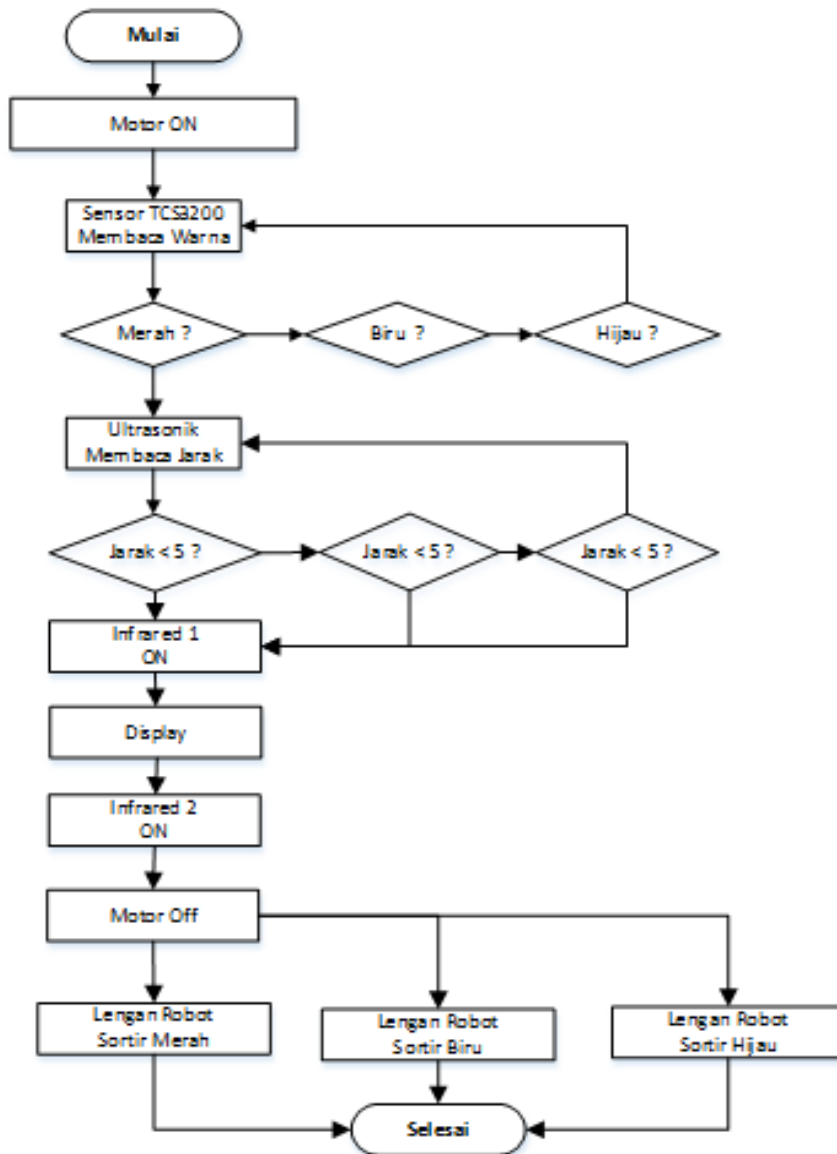 Mulai
Motor ON
Sensor TCS3200
Membaca Warna
Merah ?
Biru ?
Hijau ?
Ultrasonik
Membaca Jarak
Jarak < 5 ?
Jarak < 5 ?
Jarak < 5 ?
Infrared 1
ON
Display
Infrared 2
ON
Motor Off
Lengan Robot
Sortir Merah
Lengan Robot
Sortir Biru
Lengan Robot
Sortir Hijau
Selesai